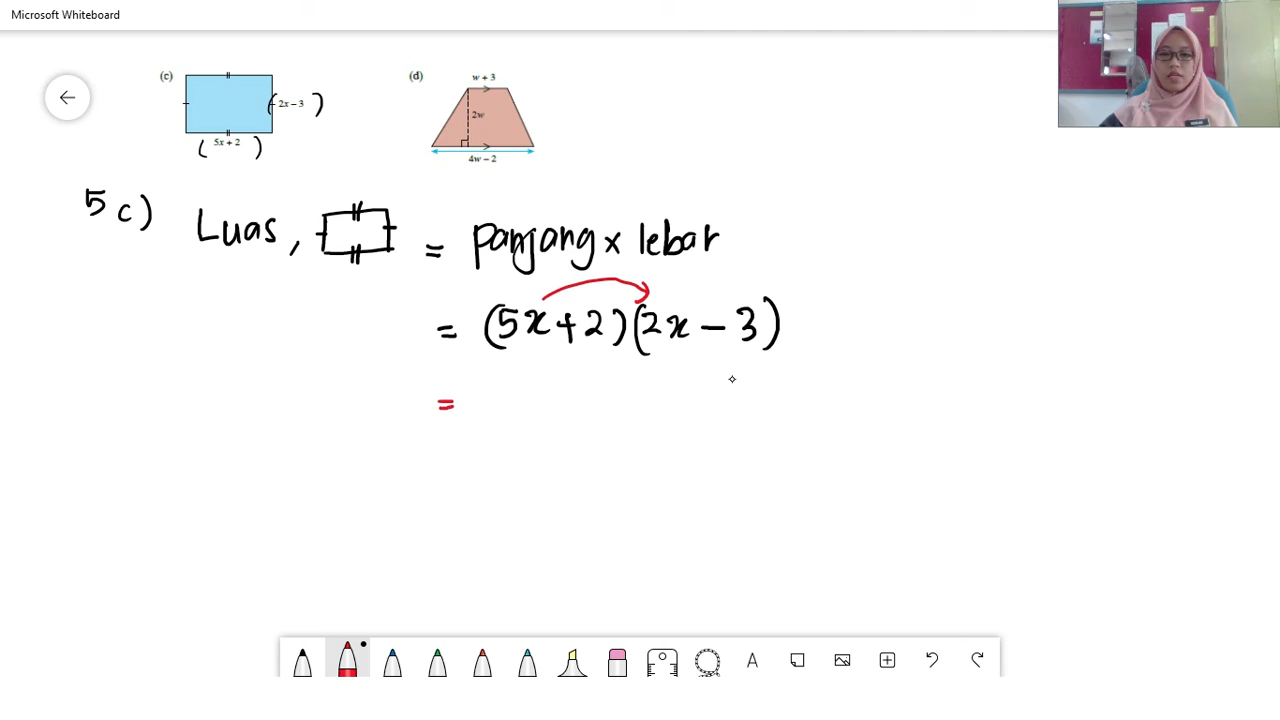 Microsoft Whiteboard
(c)
( 2x – 3 )
( 5x + 2 )
(d)
w + 3
2w
4w – 2
5 c) Luas, = panjang x lebar
= (5x + 2)(2x – 3)
=
A